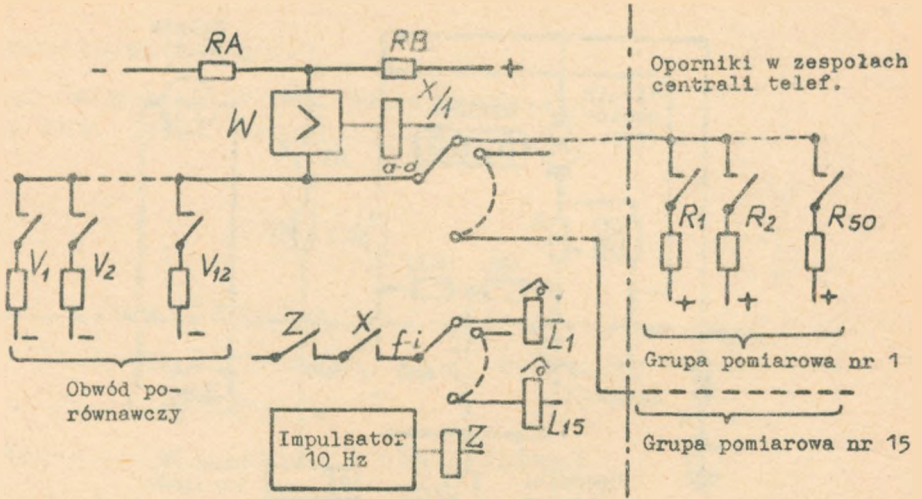 RA
RB
-
+
Oporniki w zespołach
centrali telef.
X/1
W
>
a-d
R1
R2
R50
V1
V2
V12
+
+
+
-
-
-
Z
X
f-i
L1
Grupa pomiarowa nr 1
Obwód po-
równawczy
L15
Impulsator
10 Hz
Z
Grupa pomiarowa nr 15